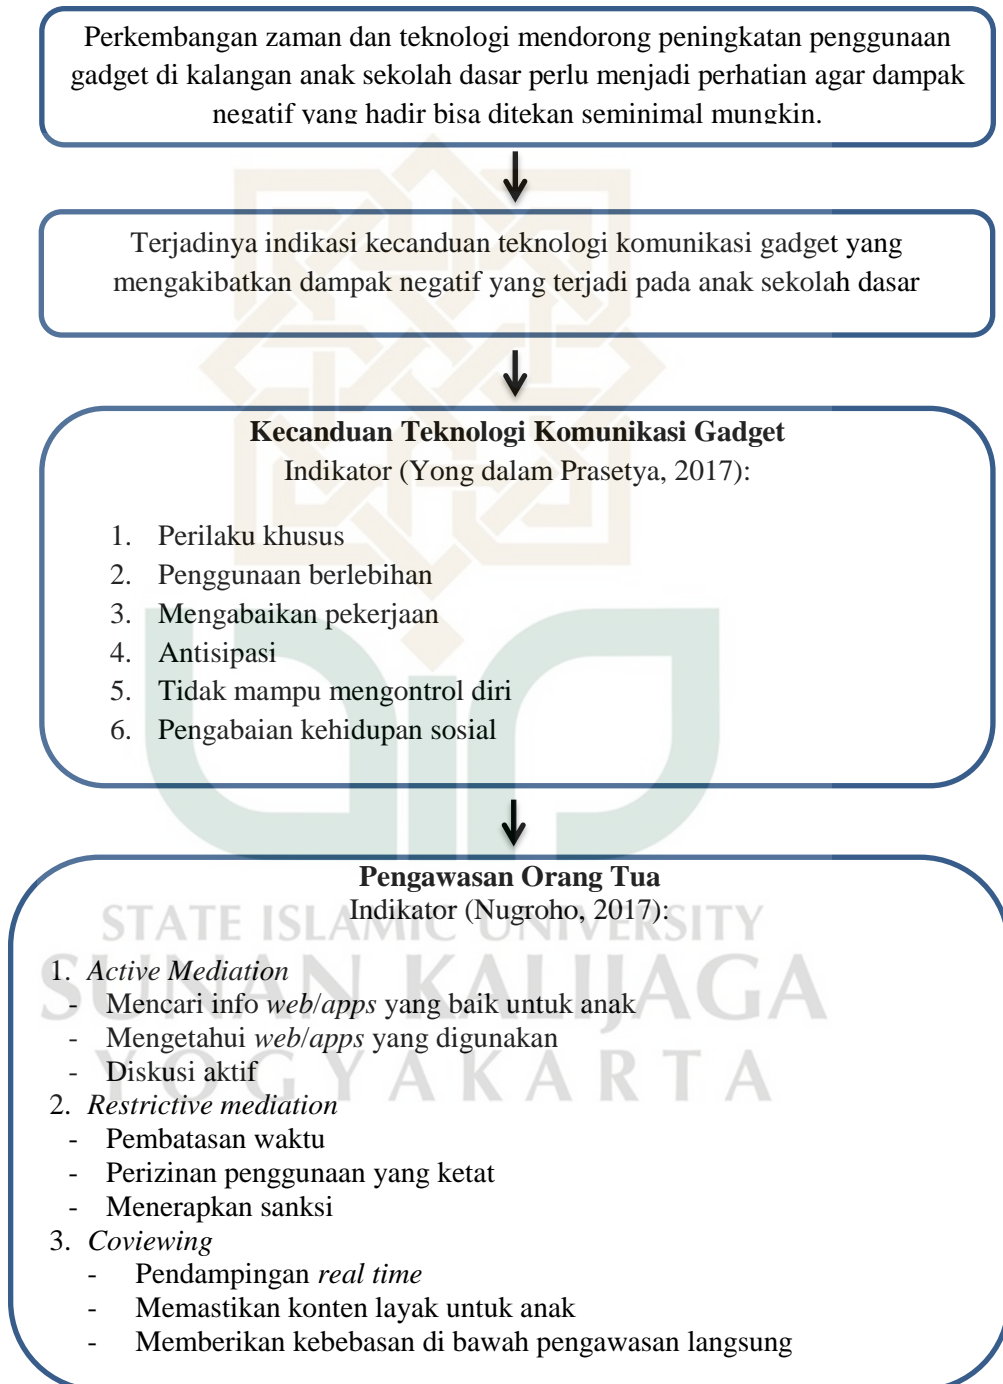 Perkembangan zaman dan teknologi mendorong peningkatan penggunaan
gadget di kalangan anak sekolah dasar perlu menjadi perhatian agar dampak
negatif yang hadir bisa ditekan seminimal mungkin.
Terjadinya indikasi kecanduan teknologi komunikasi gadget yang
mengakibatkan dampak negatif yang terjadi pada anak sekolah dasar
Kecanduan Teknologi Komunikasi Gadget
Indikator (Yong dalam Prasetya, 2017):
1. Perilaku khusus
2. Penggunaan berlebihan
3. Mengabaikan pekerjaan
4. Antisipasi
5. Tidak mampu mengontrol diri
6. Pengabaian kehidupan sosial
Pengawasan Orang Tua
Indikator (Nugroho, 2017):
STATE ISLAMIC UNIVERSITY
1. Active Mediation
SUNAN KALIJAGA
- Mencari info web/apps yang baik untuk anak
- Mengetahui web/apps yang digunakan
YOGYAKARTA
- Diskusi aktif
2. Restrictive mediation
- Pembatasan waktu
- Perizinan penggunaan yang ketat
- Menerapkan sanksi
3. Coviewing
- Pendampingan real time
- Memastikan konten layak untuk anak
- Memberikan kebebasan di bawah pengawasan langsung